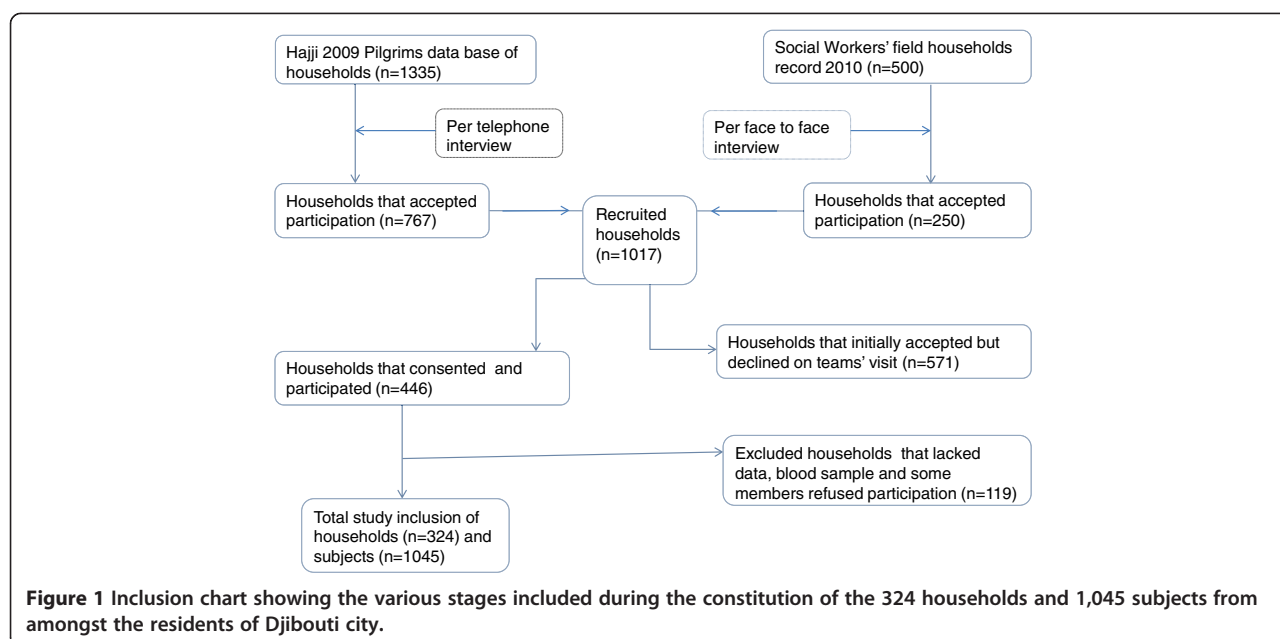 Hajji 2009 Pilgrims data base of
households (n=1335)
Social Workers' field households
record 2010 (n=500)
Per telephone
interview
Per face to face
interview
Households that accepted
participation (n=767)
Recruited
households
(n=1017)
Households that accepted
participation (n=250)
Households that initially accepted but
declined on teams' visit (n=571)
Households that consented and
participated (n=446)
Excluded households that lacked
data, blood sample and some
members refused participation (n=119)
Total study inclusion of
households (n=324) and
subjects (n=1045)
Figure 1 Inclusion chart showing the various stages included during the constitution of the 324 households and 1,045 subjects from
amongst the residents of Djibouti city.